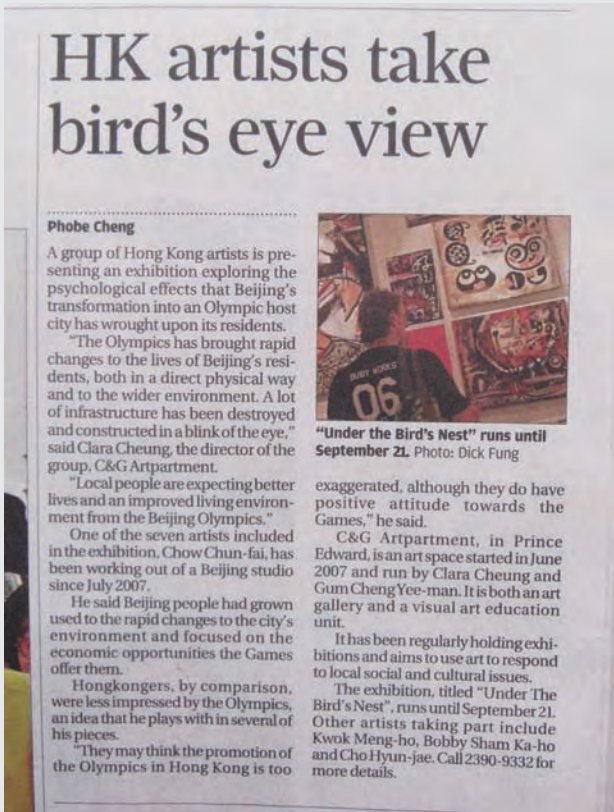 HK artists take
bird's eye view
Phobe Cheng
A group of Hong Kong artists is pre-
senting an exhibition exploring the
psychological effects that Beijing's
transformation into an Olympic host
city has wrought upon its residents.
"The Olympics has brought rapid
changes to the lives of Beijing's resi-
dents, both in a direct physical way
and to the wider environment. A lot
of infrastructure has been destroyed
and constructed in a blink of the eye,"
said Clara Cheung, the director of the
group, C&G Artpartment.
"Local people are expecting better
lives and an improved living environ-
ment from the Beijing Olympics."
One of the seven artists included
in the exhibition, Chow Chun-fai, has
been working out of a Beijing studio
since July 2007.
He said Beijing people had grown
used to the rapid changes to the city's
environment and focused on the
economic opportunities the Games
offer them.
Hongkongers, by comparison,
were less impressed by the Olympics,
an idea that he plays with in several of
his pieces.
"They may think the promotion of
the Olympics in Hong Kong is too
06
"Under the Bird's Nest" runs until
September 21. Photo: Dick Fung
exaggerated, although they do have
positive attitude towards the
Games," he said.
C&G Artpartment, in Prince
Edward, is an art space started in June
2007 and run by Clara Cheung and
Gum Cheng Yee-man. It is both an art
gallery and a visual art education
unit.
It has been regularly holding exhi-
bitions and aims to use art to respond
to local social and cultural issues.
The exhibition, titled "Under The
Bird's Nest", runs until September 21.
Other artists taking part include
Kwok Meng-ho, Bobby Sham Ka-ho
and Cho Hyun-jae. Call 2390-9332 for
more details.